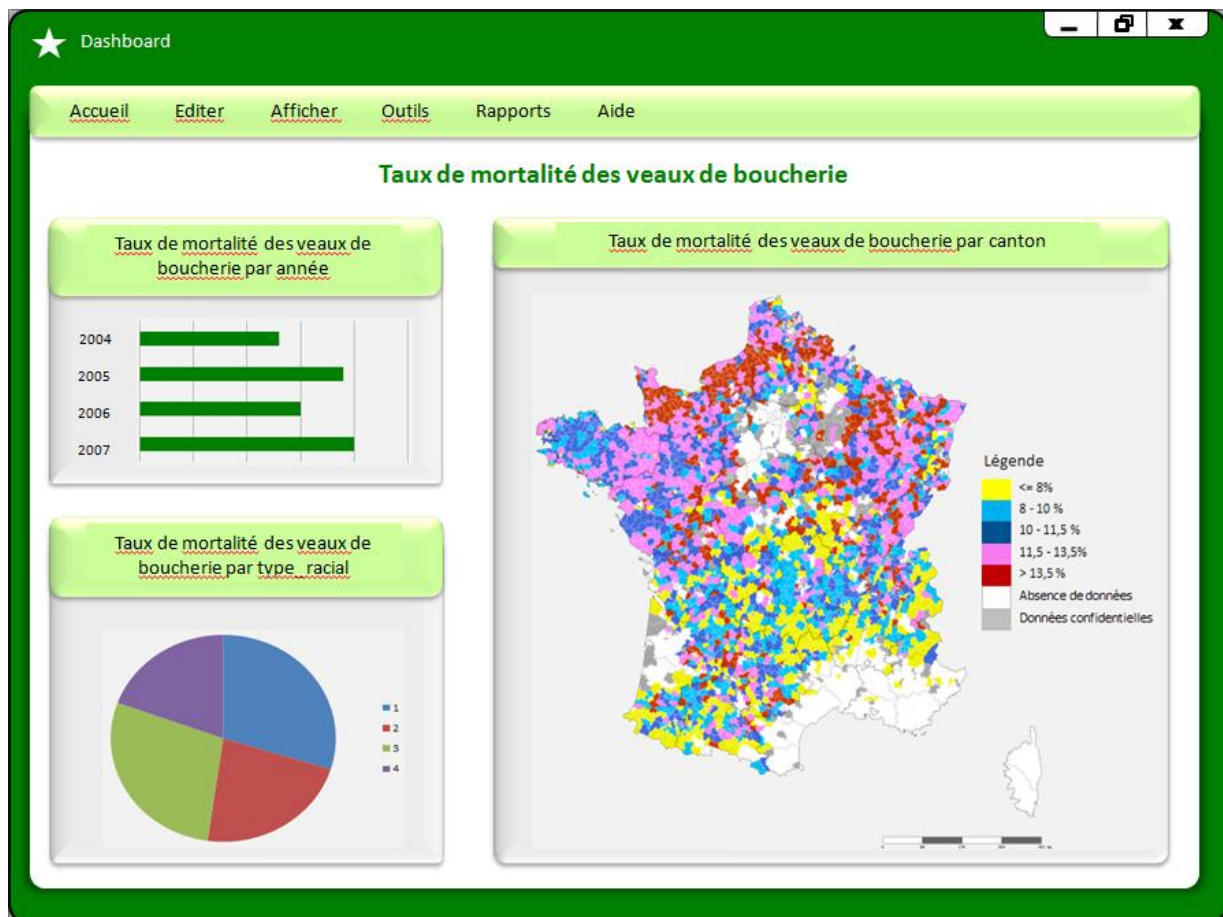 Dashboard
Accueil Editer Afficher Outils Rapports Aide
Taux de mortalité des veaux de boucherie
Taux de mortalité des veaux de
boucherie par année
2004
2005
2006
2007
Taux de mortalité des veaux de
boucherie par type_racial
1
2
3
4
Taux de mortalité des veaux de boucherie par canton
Légende
<= 8%
8 - 10 %
10 - 11,5 %
11,5 - 13,5%
> 13,5 %
Absence de données
Données confidentielles